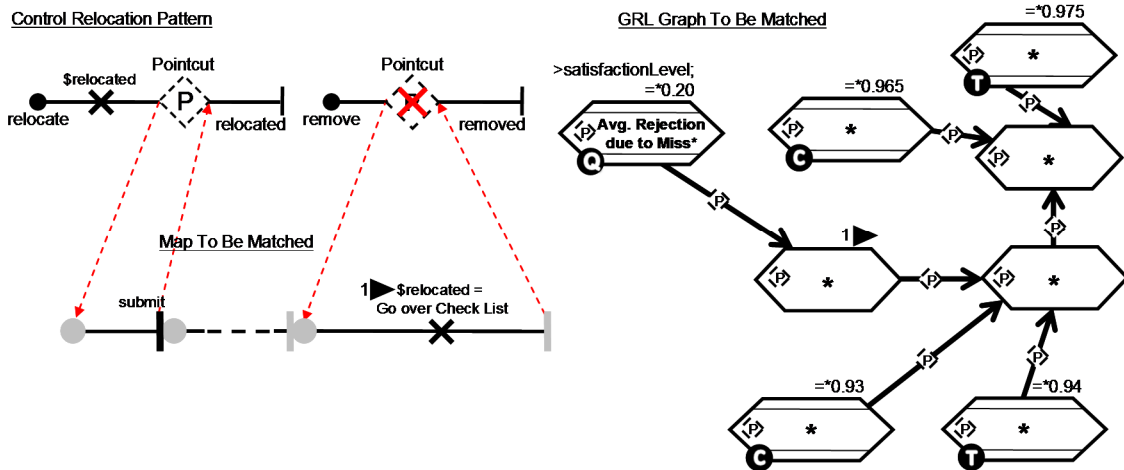 Control Relocation Pattern
Pointcut
$relocated
P
relocate
relocated
Pointcut
remove
removed
Map To Be Matched
submit
1 $relocated =
Go over Check List
GRL Graph To Be Matched
=*0.975
P
*
T
>satisfactionLevel;
=*0.20
P
Avg. Rejection
due to Miss*
Q
=*0.965
P
*
C
P
P
P
*
P
P
1
P
*
P
P
*
P
P
=*0.93
P
*
C
=*0.94
P
*
T